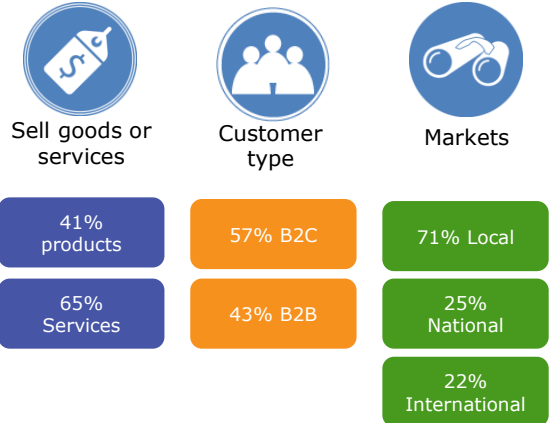 $
Sell goods or
services
Customer
type
Markets
41%
products
57% B2C
71% Local
65%
Services
43% B2B
25%
National
22%
International